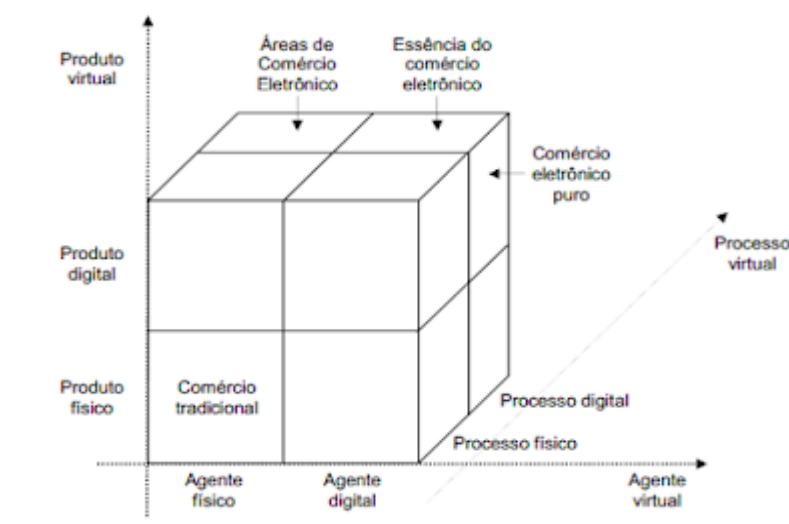 Produto
virtual
Áreas de
Comércio
Eletrônico
Essência do
comércio
eletrônico
Comércio
eletrônico
puro
Processo
virtual
Produto
digital
Produto
físico
Comércio
tradicional
Processo digital
Processo físico
Agente
físico
Agente
digital
Agente
virtual